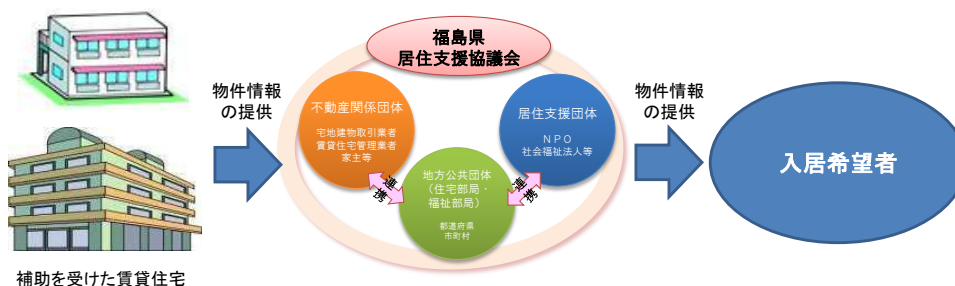 福島県
居住支援協議会
物件情報
の提供
不動産関係団体
宅地建物取引業者
賃貸住宅管理業者
家主等
居住支援団体
ＮＰＯ
社会福祉法人等
連携
連携
地方公共団体
（住宅部局・
福祉部局）
都道府県
市町村
物件情報
の提供
入居希望者
補助を受けた賃貸住宅